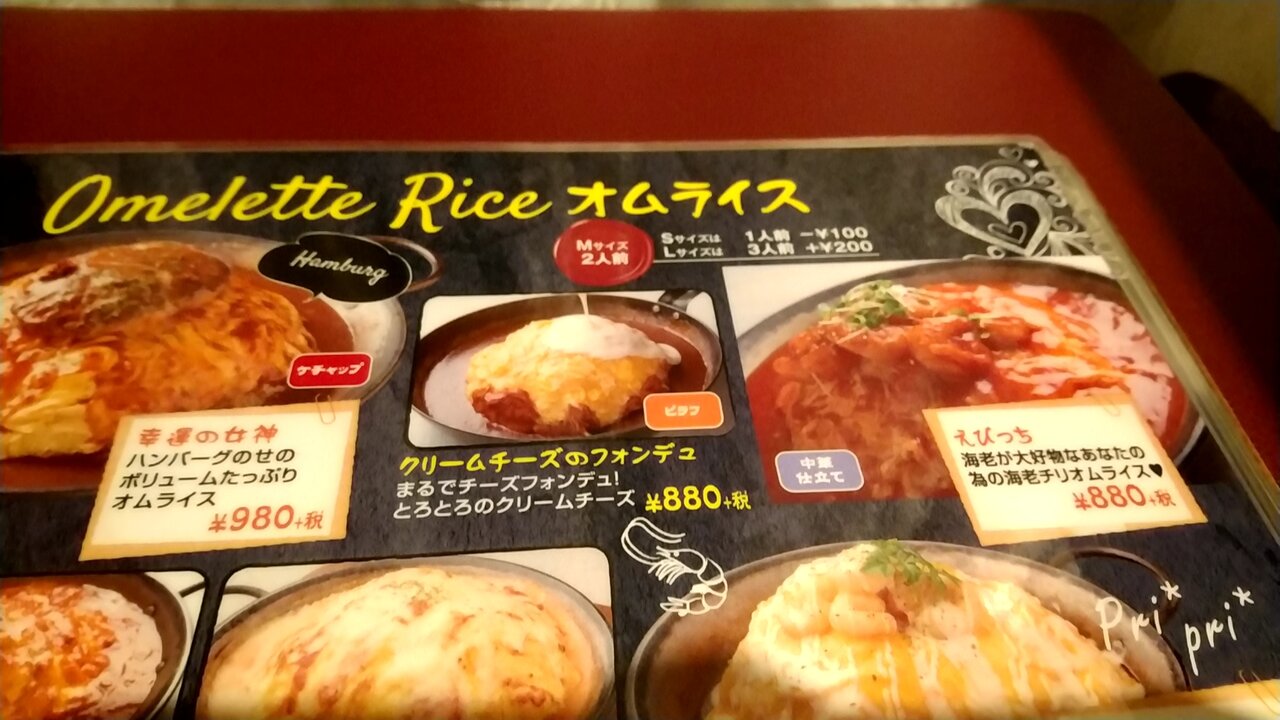 Omelette Rice オムライス
Mサイズ
2人前
Sサイズは 1人前 −¥100
Lサイズは 3人前 +¥200
Hamburg
ケチャップ
幸運の女神
ハンバーグのせの
ボリュームたっぷり
オムライス
¥980+税
ピラフ
クリームチーズのフォンデュ
まるでチーズフォンデュ!
とろとろのクリームチーズ
¥880+税
中華
仕立て
えびっち
海老が大好物なあなたの
為の海老チリオムライス♥
¥880+税
Pri*
pri*